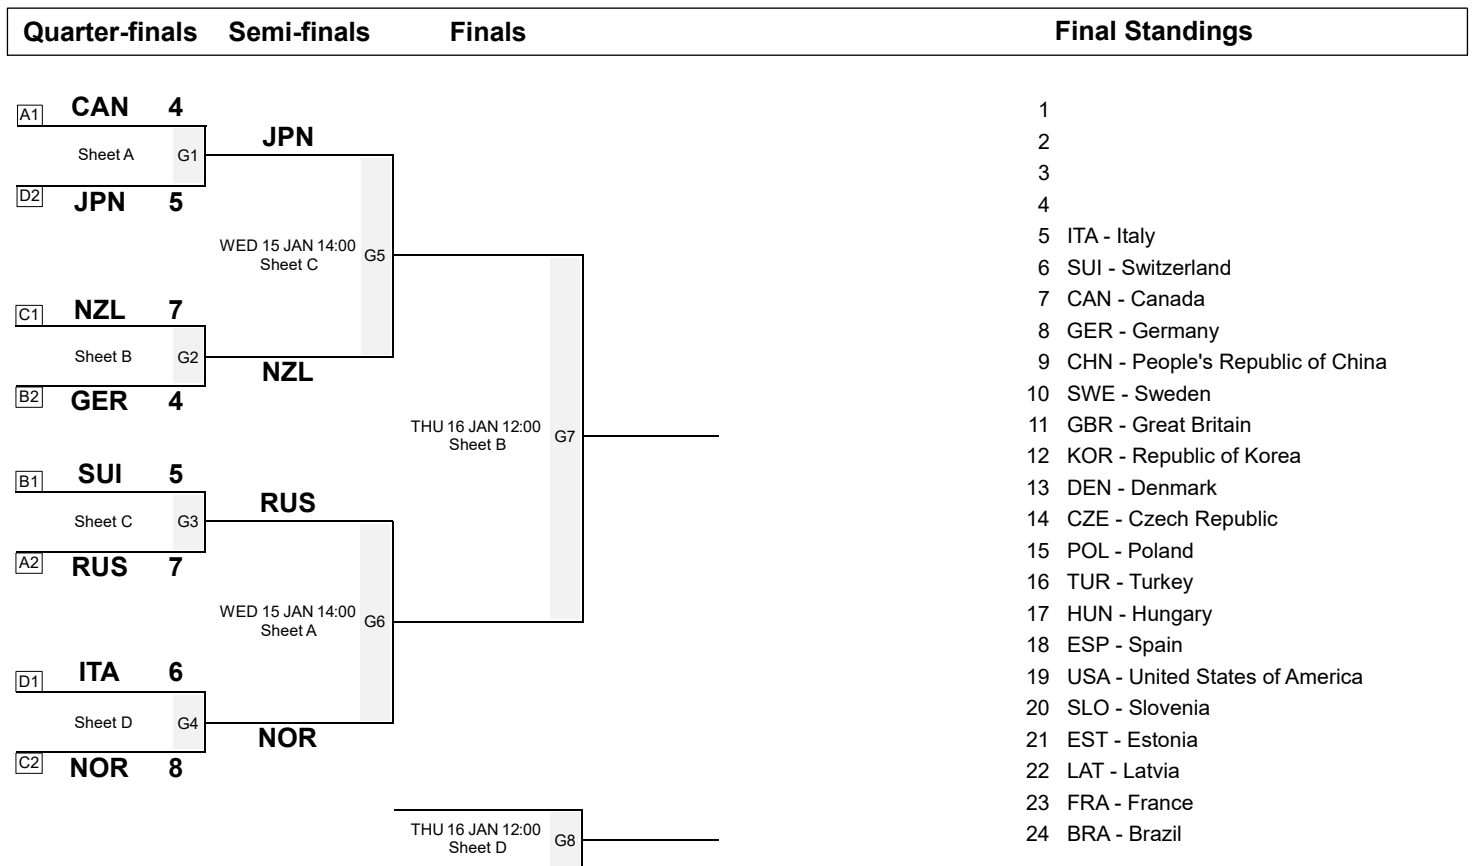 Quarter-finals Semi-finals Finals Final Standings
A1 CAN 4
Sheet A G1
D2 JPN 5
JPN
WED 15 JAN 14:00
Sheet C
G5
C1 NZL 7
Sheet B G2
B2 GER 4
NZL
THU 16 JAN 12:00
Sheet B
G7
B1 SUI 5
Sheet C G3
A2 RUS 7
RUS
WED 15 JAN 14:00
Sheet A
G6
D1 ITA 6
Sheet D G4
C2 NOR 8
NOR
THU 16 JAN 12:00
Sheet D
G8
1
2
3
4
5 ITA - Italy
6 SUI - Switzerland
7 CAN - Canada
8 GER - Germany
9 CHN - People's Republic of China
10 SWE - Sweden
11 GBR - Great Britain
12 KOR - Republic of Korea
13 DEN - Denmark
14 CZE - Czech Republic
15 POL - Poland
16 TUR - Turkey
17 HUN - Hungary
18 ESP - Spain
19 USA - United States of America
20 SLO - Slovenia
21 EST - Estonia
22 LAT - Latvia
23 FRA - France
24 BRA - Brazil